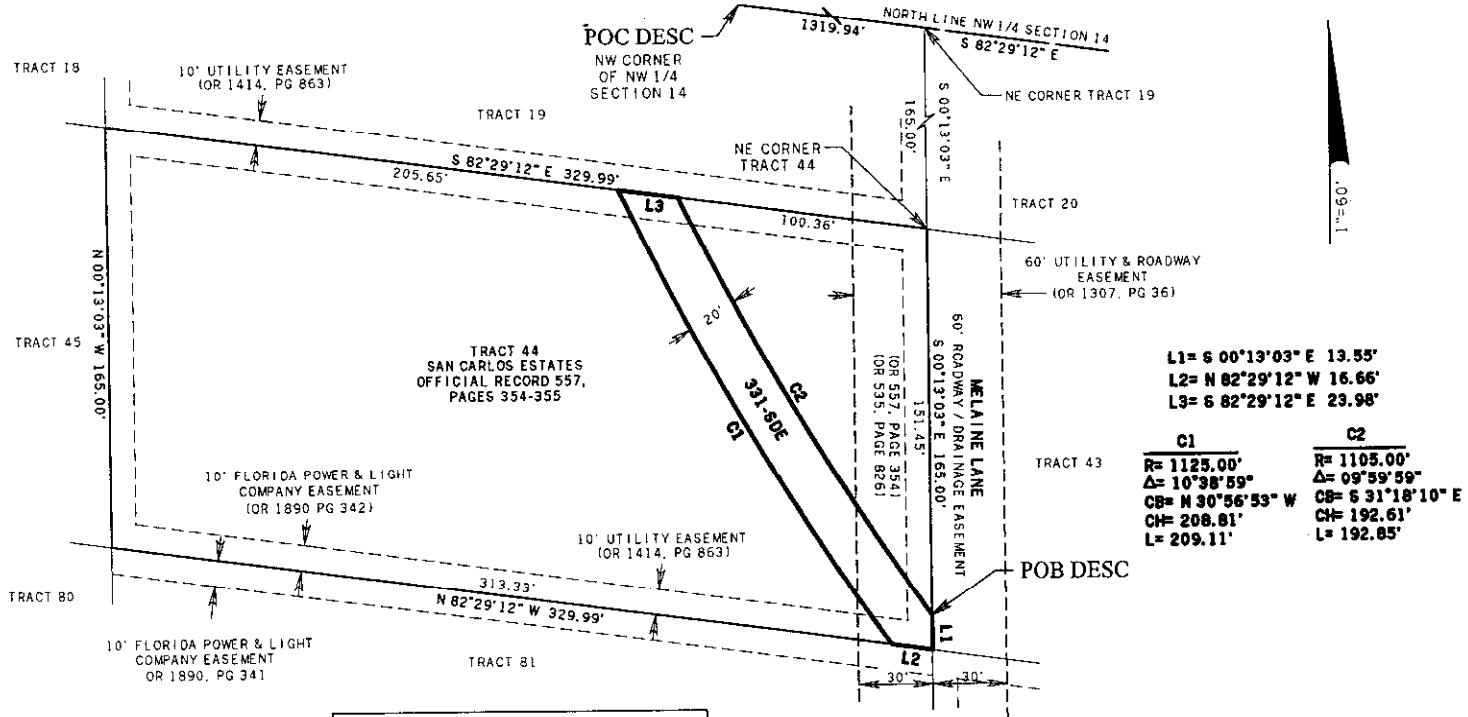 NORTH LINE NW 1/4 SECTION 14
1319.94'
S 82°29'12" E
POC DESC
NW CORNER
OF NW 1/4
SECTION 14
TRACT 18
10' UTILITY EASEMENT
(OR 1414, PG 863)
TRACT 19
S 00°13'03" E
165.00'
NE CORNER TRACT 19
NE CORNER
TRACT 44
TRACT 20
S 82°29'12" E 329.99'
205.65'
L3
100.36'
60' UTILITY & ROADWAY
EASEMENT
(OR 1307, PG 36)
1"=60'
N 00°13'03" W 165.00'
TRACT 45
TRACT 44
SAN CARLOS ESTATES
OFFICIAL RECORD 557,
PAGES 354-355
20'
331-SDE
C1
C2
(OR 557, PAGE 354)
(OR 535, PAGE 826)
151.45'
S 00°13'03" E 165.00'
60' ROADWAY / DRAINAGE EASEMENT
MELAINE LANE
TRACT 43
L1= S 00°13'03" E 13.55'
L2= N 82°29'12" W 16.66'
L3= S 82°29'12" E 23.98'
C1
R= 1125.00'
Δ= 10°38'59"
CB= N 30°56'53" W
CH= 208.81'
L= 209.11'
C2
R= 1105.00'
Δ= 09°59'59"
CB= S 31°18'10" E
CH= 192.61'
L= 192.85'
10' FLORIDA POWER & LIGHT
COMPANY EASEMENT
(OR 1890 PG 342)
10' UTILITY EASEMENT
(OR 1414, PG 863)
POB DESC
313.33'
N 82°29'12" W 329.99'
TRACT 80
L1
L2
10' FLORIDA POWER & LIGHT
COMPANY EASEMENT
OR 1890, PG 341
TRACT 81
30'
30'